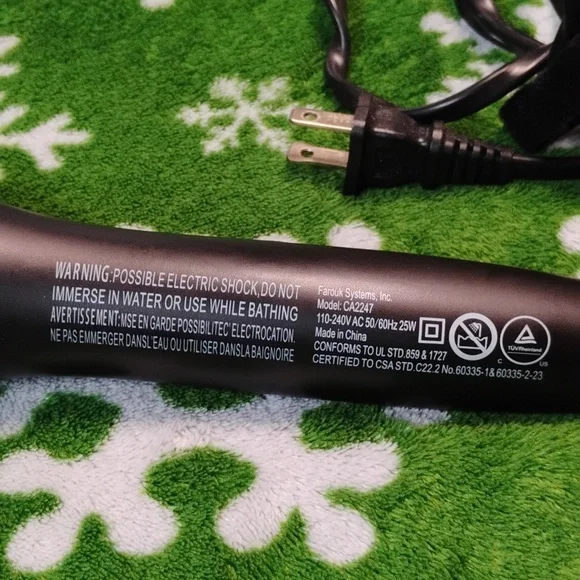 WARNING:POSSIBLE ELECTRIC SHOCK,DO NOT
IMMERSE IN WATER OR USE WHILE BATHING
AVERTISSEMENT:MISE EN GARDE POSSIBILITEC' ELECTROCATION.
NE PAS EMMERGER DANSL'EAU OU UTILISER DANSLA BAIGNOIRE
Farouk Systems, Inc.
Model: CA2247
110-240V AC 50/60Hz 25W
Made in China
CONFORMS TO UL STD.859 & 1727
CERTIFIED TO CSA STD.C22.2 No.60335-1&60335-2-23
TÜVRheinland
C US